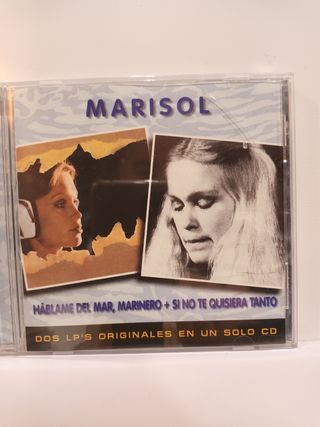 MARISOL
HÁBLAME DEL MAR, MARINERO + SI NO TE QUISIERA TANTO
DOS LP'S ORIGINALES EN UN SOLO CD